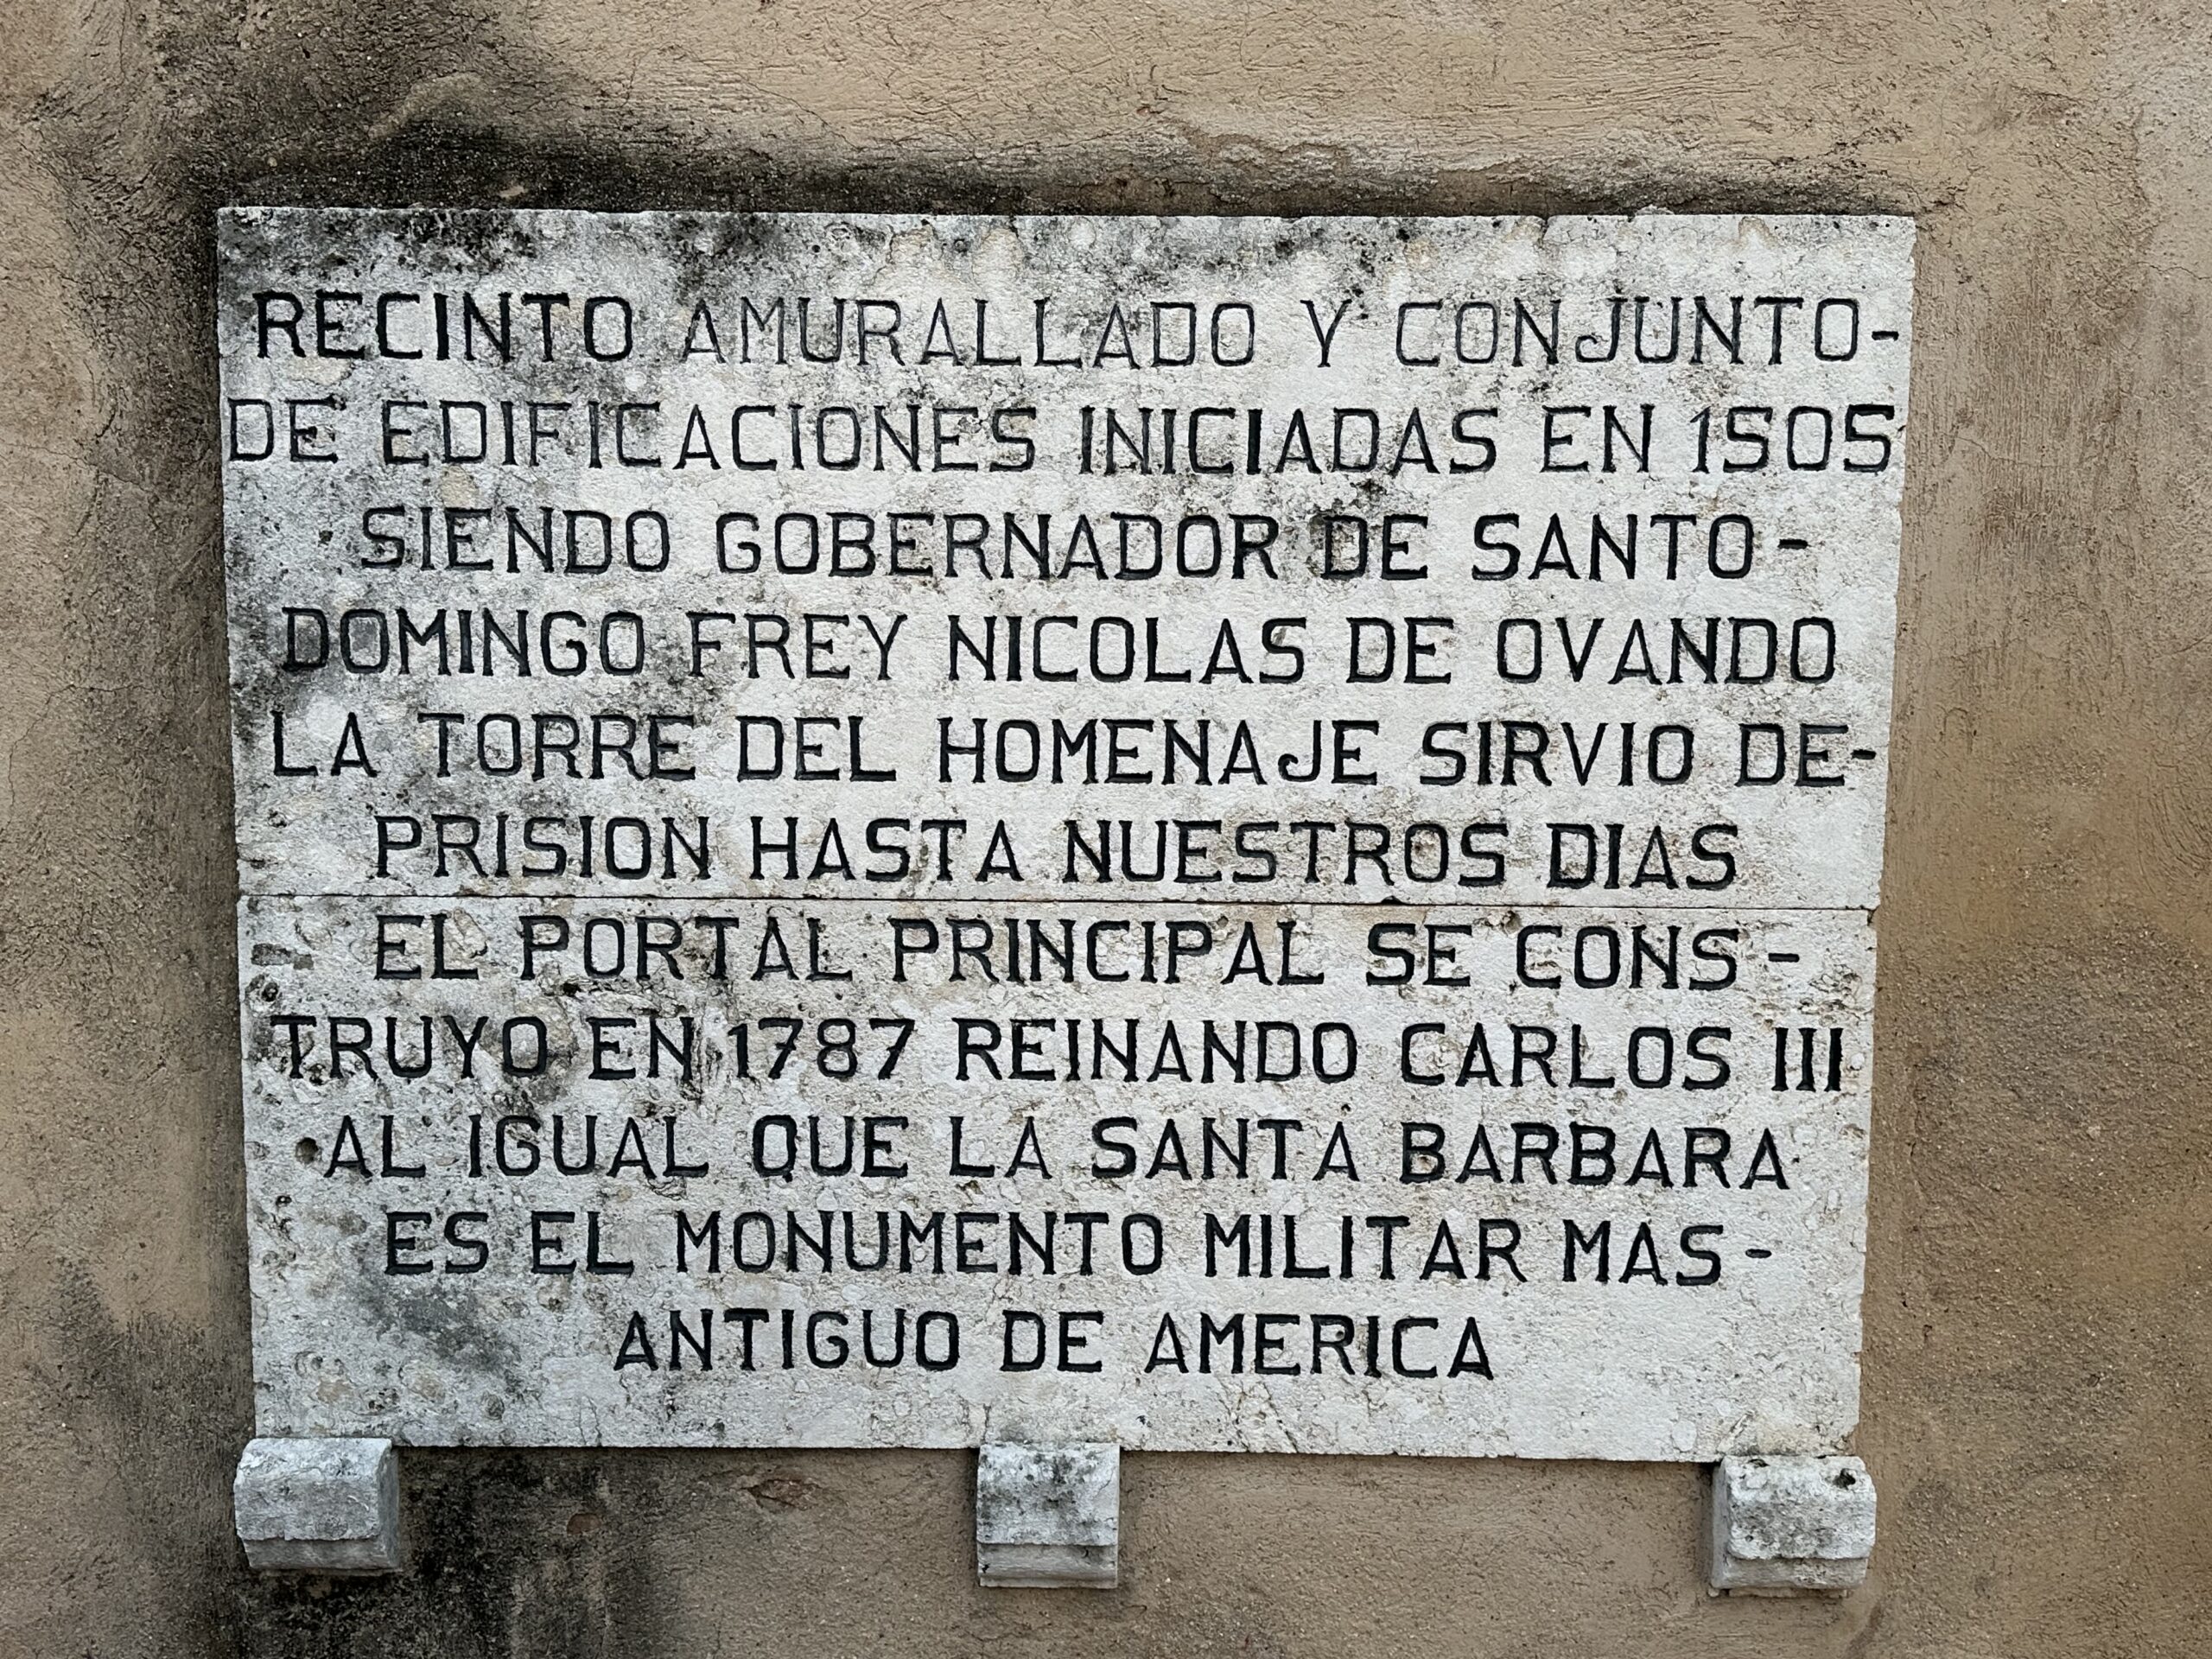 RECINTO AMURALLADO Y CONJUNTO-
DE EDIFICACIONES INICIADAS EN 1505
SIENDO GOBERNADOR DE SANTO-
DOMINGO FREY NICOLAS DE OVANDO
LA TORRE DEL HOMENAJE SIRVIO DE-
PRISION HASTA NUESTROS DIAS
EL PORTAL PRINCIPAL SE CONS-
TRUYO EN 1787 REINANDO CARLOS III
AL IGUAL QUE LA SANTA BARBARA
ES EL MONUMENTO MILITAR MAS-
ANTIGUO DE AMERICA